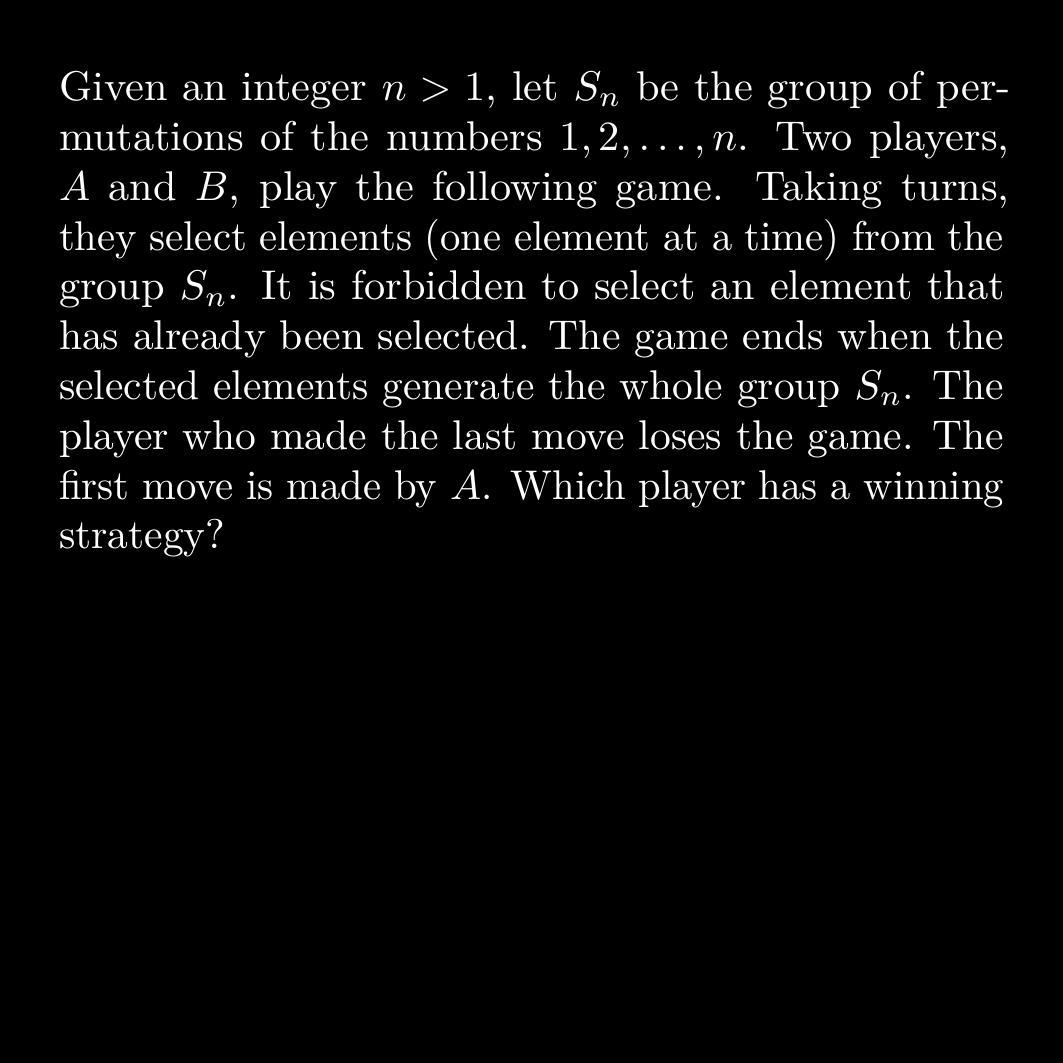 Given an integer n > 1, let Sₙ be the group of per-
mutations of the numbers 1, 2, . . . , n. Two players,
A and B, play the following game. Taking turns,
they select elements (one element at a time) from the
group Sₙ. It is forbidden to select an element that
has already been selected. The game ends when the
selected elements generate the whole group Sₙ. The
player who made the last move loses the game. The
first move is made by A. Which player has a winning
strategy?